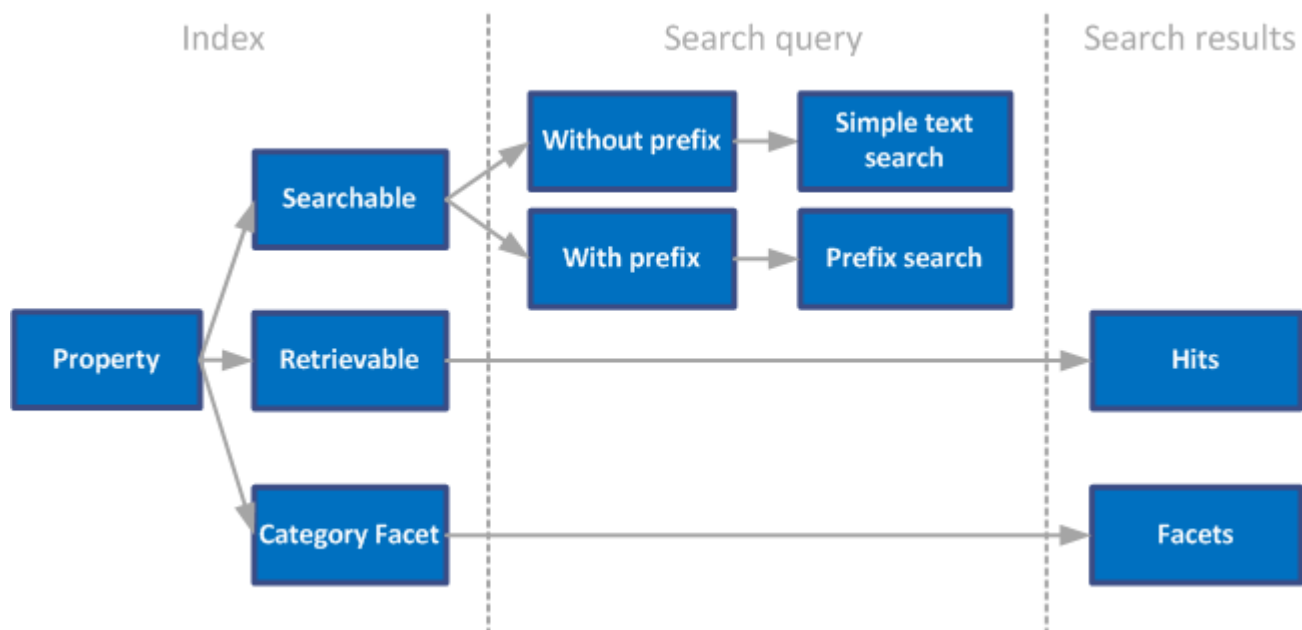 Index
Search query
Search results
Without prefix
Simple text
search
Searchable
With prefix
Prefix search
Property
Retrievable
Hits
Category Facet
Facets